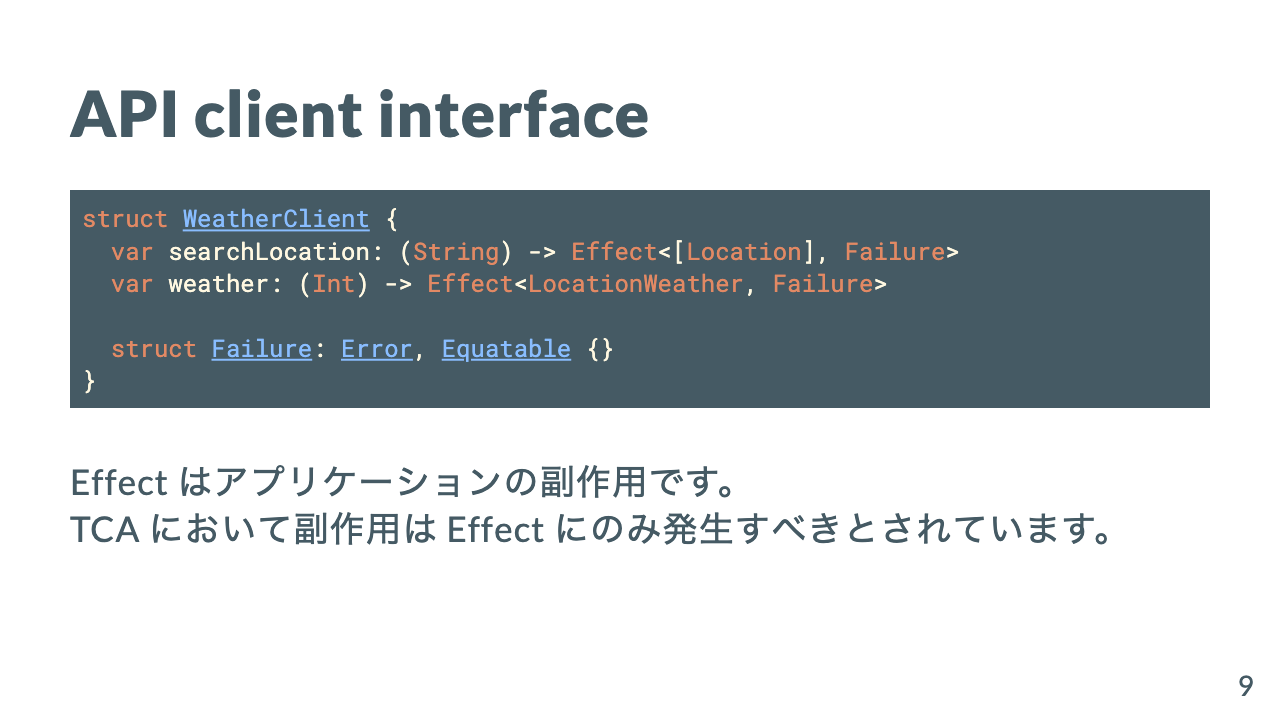 API client interface
struct WeatherClient {
  var searchLocation: (String) -> Effect<[Location], Failure>
  var weather: (Int) -> Effect<LocationWeather, Failure>
  struct Failure: Error, Equatable {}
}
Effect はアプリケーションの副作用です。
TCA において副作用は Effect にのみ発生すべきとされています。
9